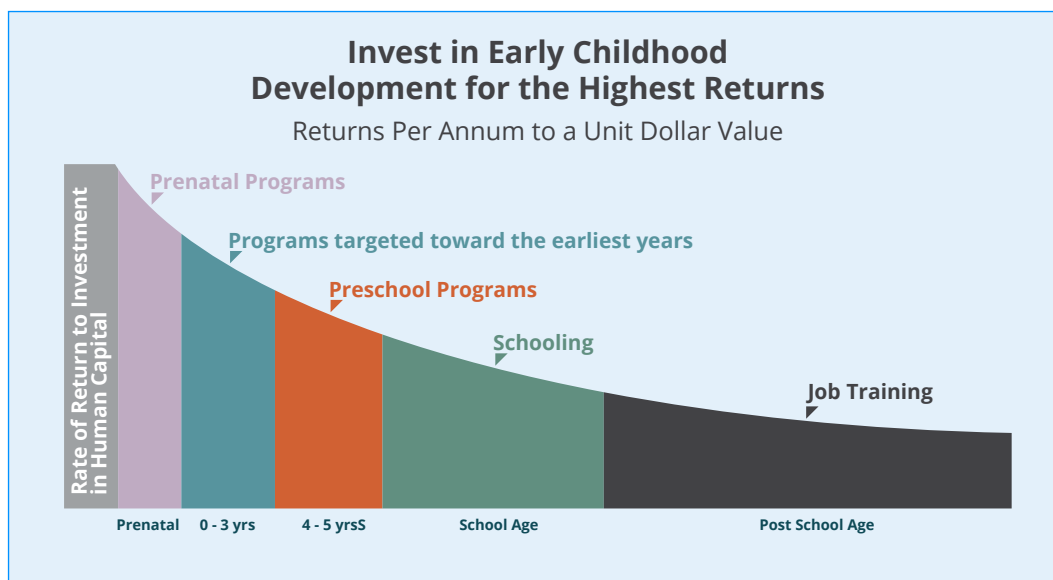 Invest in Early Childhood
Development for the Highest Returns
Returns Per Annum to a Unit Dollar Value
Rate of Return to Investment
in Human Capital
Prenatal Programs
Programs targeted toward the earliest years
Preschool Programs
Schooling
Job Training
Prenatal
0 - 3 yrs
4 - 5 yrsS
School Age
Post School Age